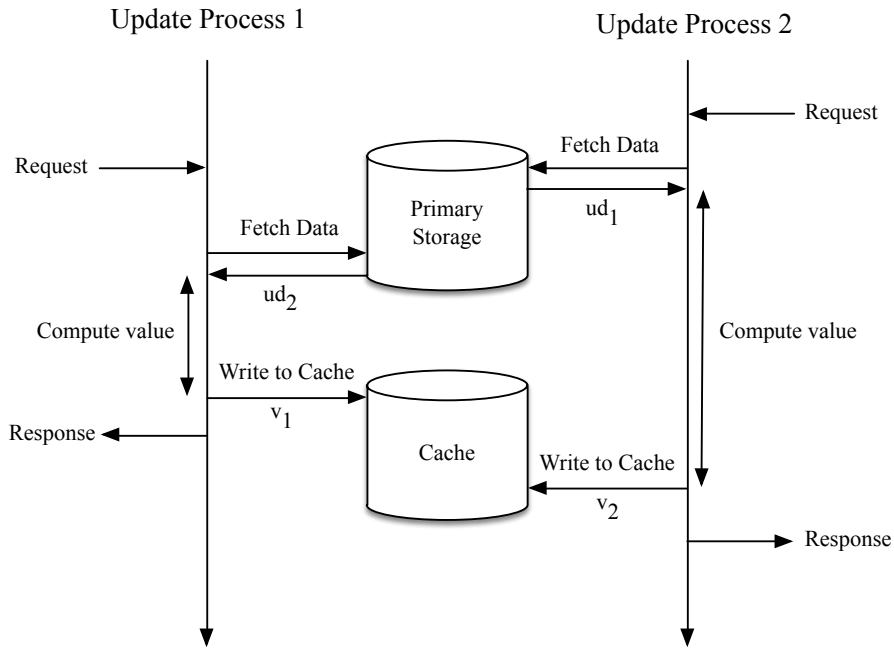 Update Process 1
Update Process 2
Request
Fetch Data
Request
ud1
Primary
Storage
Fetch Data
ud2
Compute value
Compute value
Write to Cache
v1
Response
Cache
Write to Cache
v2
Response